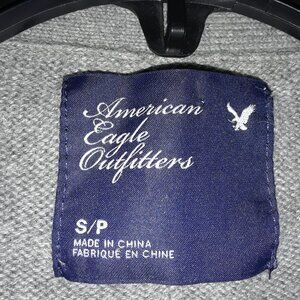 American
Eagle
Outfitters
S/P
MADE IN CHINA
FABRIQUÉ EN CHINE